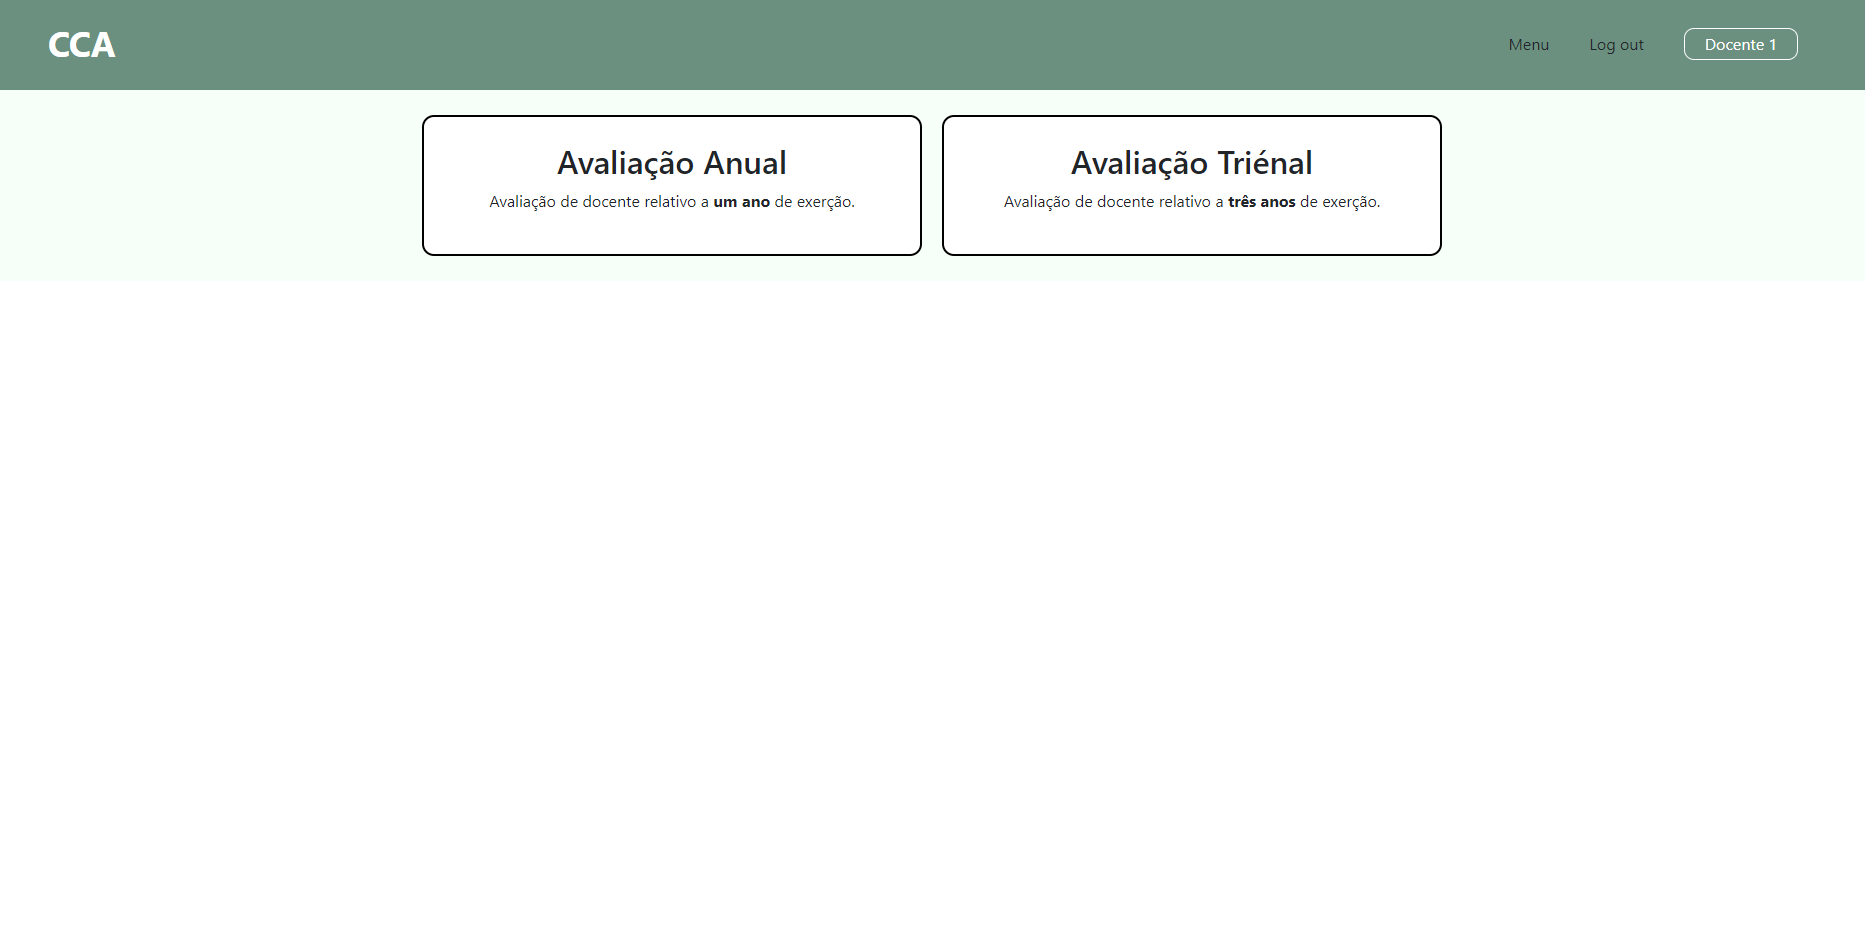 CCA
Menu
Log out
Docente 1
Avaliação Anual
Avaliação de docente relativo a um ano de exerção.
Avaliação Triénal
Avaliação de docente relativo a três anos de exerção.